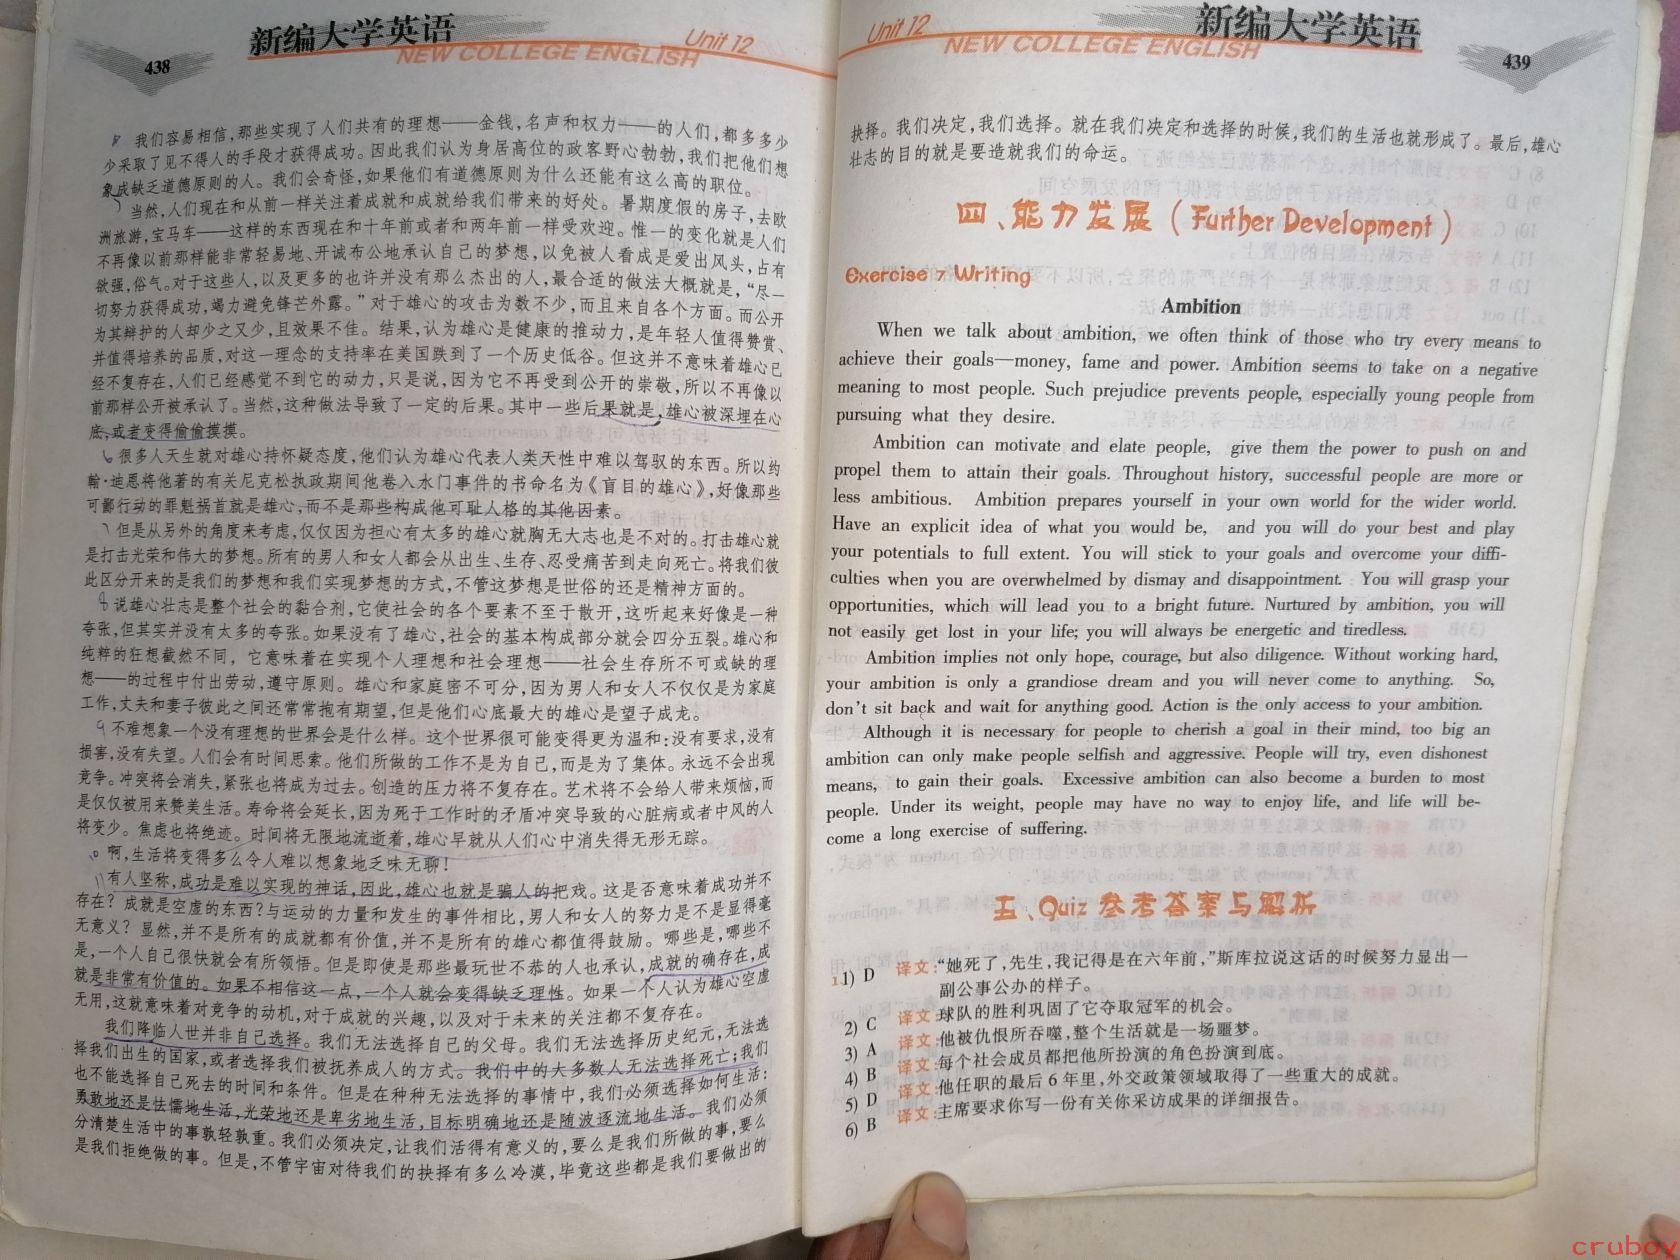 新编大学英语
NEW COLLEGE ENGLISH
Unit 12
438
我们容易相信,那些实现了人们共有的理想——金钱,名声和权力——的人们,都多多少
少采取了见不得人的手段才获得成功。因此我们认为身居高位的政客野心勃勃,我们把他们想
象成缺乏道德原则的人。我们会奇怪,如果他们有道德原则为什么还能有这么高的职位。
当然,人们现在和从前一样关注着成就和成就给我们带来的好处。暑期度假的房子,去欧
洲旅游,宝马车——这样的东西现在和十年前或者和两年前一样受欢迎。惟一的变化就是人们
不再像以前那样能非常轻易地、开诚布公地承认自己的梦想,以免被人看成是爱出风头,占有
欲强,俗气。对于这些人,以及更多的也许并没有那么杰出的人,最合适的做法大概就是,“尽一
切努力获得成功,竭力避免锋芒外露。”对于雄心的攻击为数不少,而且来自各个方面。而公开
为其辩护的人却少之又少,且效果不佳。结果,认为雄心是健康的推动力,是年轻人值得赞赏、
并值得培养的品质,对这一理念的支持率在美国跌到了一个历史低谷。但这并不意味着雄心已
经不复存在,人们已经感觉不到它的动力,只是说,因为它不再受到公开的崇敬,所以不再像以
前那样公开被承认了。当然,这种做法导致了一定的后果。其中一些后果就是,雄心被深埋在心
底,或者变得偷偷摸摸。
6 很多人天生就对雄心持怀疑态度,他们认为雄心代表人类天性中难以驾驭的东西。所以约
翰·迪恩将他著的有关尼克松执政期间他卷入水门事件的书命名为《盲目的雄心》,好像那些
可鄙行动的罪魁祸首就是雄心,而不是那些构成他可耻人格的其他因素。
7 但是从另外的角度来考虑,仅仅因为担心有太多的雄心就胸无大志也是不对的。打击雄心就
是打击光荣和伟大的梦想。所有的男人和女人都会从出生、生存、忍受痛苦到走向死亡。将我们彼
此区分开来的是我们的梦想和我们实现梦想的方式,不管这梦想是世俗的还是精神方面的。
8 说雄心壮志是整个社会的黏合剂,它使社会的各个要素不至于散开,这听起来好像是一种
夸张,但其实并没有太多的夸张。如果没有了雄心,社会的基本构成部分就会四分五裂。雄心和
纯粹的狂想截然不同,它意味着在实现个人理想和社会理想——社会生存所不可或缺的理
想——的过程中付出劳动,遵守原则。雄心和家庭密不可分,因为男人和女人不仅仅是为家庭
工作,丈夫和妻子彼此之间还常常抱有期望,但是他们心底最大的雄心是望子成龙。
9 不难想象一个没有理想的世界会是什么样。这个世界很可能变得更为温和:没有要求,没有
损害,没有失望。人们会有时间思索。他们所做的工作不是为自己,而是为了集体。永远不会出现
竞争。冲突将会消失,紧张也将成为过去。创造的压力将不复存在。艺术将不会给人带来烦恼,而
是仅仅被用来赞美生活。寿命将会延长,因为死于工作时的矛盾冲突导致的心脏病或者中风的人
将变少。焦虑也将绝迹。时间将无限地流逝着,雄心早就从人们心中消失得无形无踪。
10 啊,生活将变得多么令人难以想象地乏味无聊!
11 有人坚称,成功是难以实现的神话,因此,雄心也就是骗人的把戏。这是否意味着成功并不
存在?成就是空虚的东西?与运动的力量和发生的事件相比,男人和女人的努力是不是显得毫
无意义?显然,并不是所有的成就都有价值,并不是所有的雄心都值得鼓励。哪些是,哪些不
是,一个人自己很快就会有所领悟。但是即使是那些最玩世不恭的人也承认,成就的确存在,成
就是非常有价值的。如果不相信这一点,一个人就会变得缺乏理性。如果一个人认为雄心空虚
无用,这就意味着对竞争的动机,对于成就的兴趣,以及对于未来的关注都不复存在。
我们降临人世并非自己选择。我们无法选择自己的父母。我们无法选择历史纪元,无法选
择我们出生的国家,或者选择我们被抚养成人的方式。我们中的大多数人无法选择死亡;我们
也不能选择自己死去的时间和条件。但是在种种无法选择的事情中,我们必须选择如何生活:
勇敢地还是怯懦地生活,光荣地还是卑劣地生活,目标明确地还是随波逐流地生活。我们必须
分清楚生活中的事孰轻孰重。我们必须决定,让我们活得有意义的,要么是我们所做的事,要么
是我们拒绝做的事。但是,不管宇宙对待我们的抉择有多么冷漠,毕竟这些都是我们要做出的
Unit 12
NEW COLLEGE ENGLISH
新编大学英语
439
抉择。我们决定,我们选择。就在我们决定和选择的时候,我们的生活也就形成了。最后,雄心
壮志的目的就是要造就我们的命运。
四、能力发展(Further Development)
Exercise 7 Writing
Ambition
When we talk about ambition, we often think of those who try every means to
achieve their goals—money, fame and power. Ambition seems to take on a negative
meaning to most people. Such prejudice prevents people, especially young people from
pursuing what they desire.
Ambition can motivate and elate people, give them the power to push on and
propel them to attain their goals. Throughout history, successful people are more or
less ambitious. Ambition prepares yourself in your own world for the wider world.
Have an explicit idea of what you would be, and you will do your best and play
your potentials to full extent. You will stick to your goals and overcome your diffi-
culties when you are overwhelmed by dismay and disappointment. You will grasp your
opportunities, which will lead you to a bright future. Nurtured by ambition, you will
not easily get lost in your life; you will always be energetic and tiredless.
Ambition implies not only hope, courage, but also diligence. Without working hard,
your ambition is only a grandiose dream and you will never come to anything. So,
don't sit back and wait for anything good. Action is the only access to your ambition.
Although it is necessary for people to cherish a goal in their mind, too big an
ambition can only make people selfish and aggressive. People will try, even dishonest
means, to gain their goals. Excessive ambition can also become a burden to most
people. Under its weight, people may have no way to enjoy life, and life will be-
come a long exercise of suffering.
五、Quiz 参考答案与解析
1. 1) D 译文:“她死了,先生,我记得是在六年前,”斯库拉说这话的时候努力显出一
副公事公办的样子。
2) C 译文:球队的胜利巩固了它夺取冠军的机会。
3) A 译文:他被仇恨所吞噬,整个生活就是一场噩梦。
4) B 译文:每个社会成员都把他所扮演的角色扮演到底。
5) D 译文:他任职的最后6年里,外交政策领域取得了一些重大的成就。
6) B 译文:主席要求你写一份有关你采访成果的详细报告。
cruboy